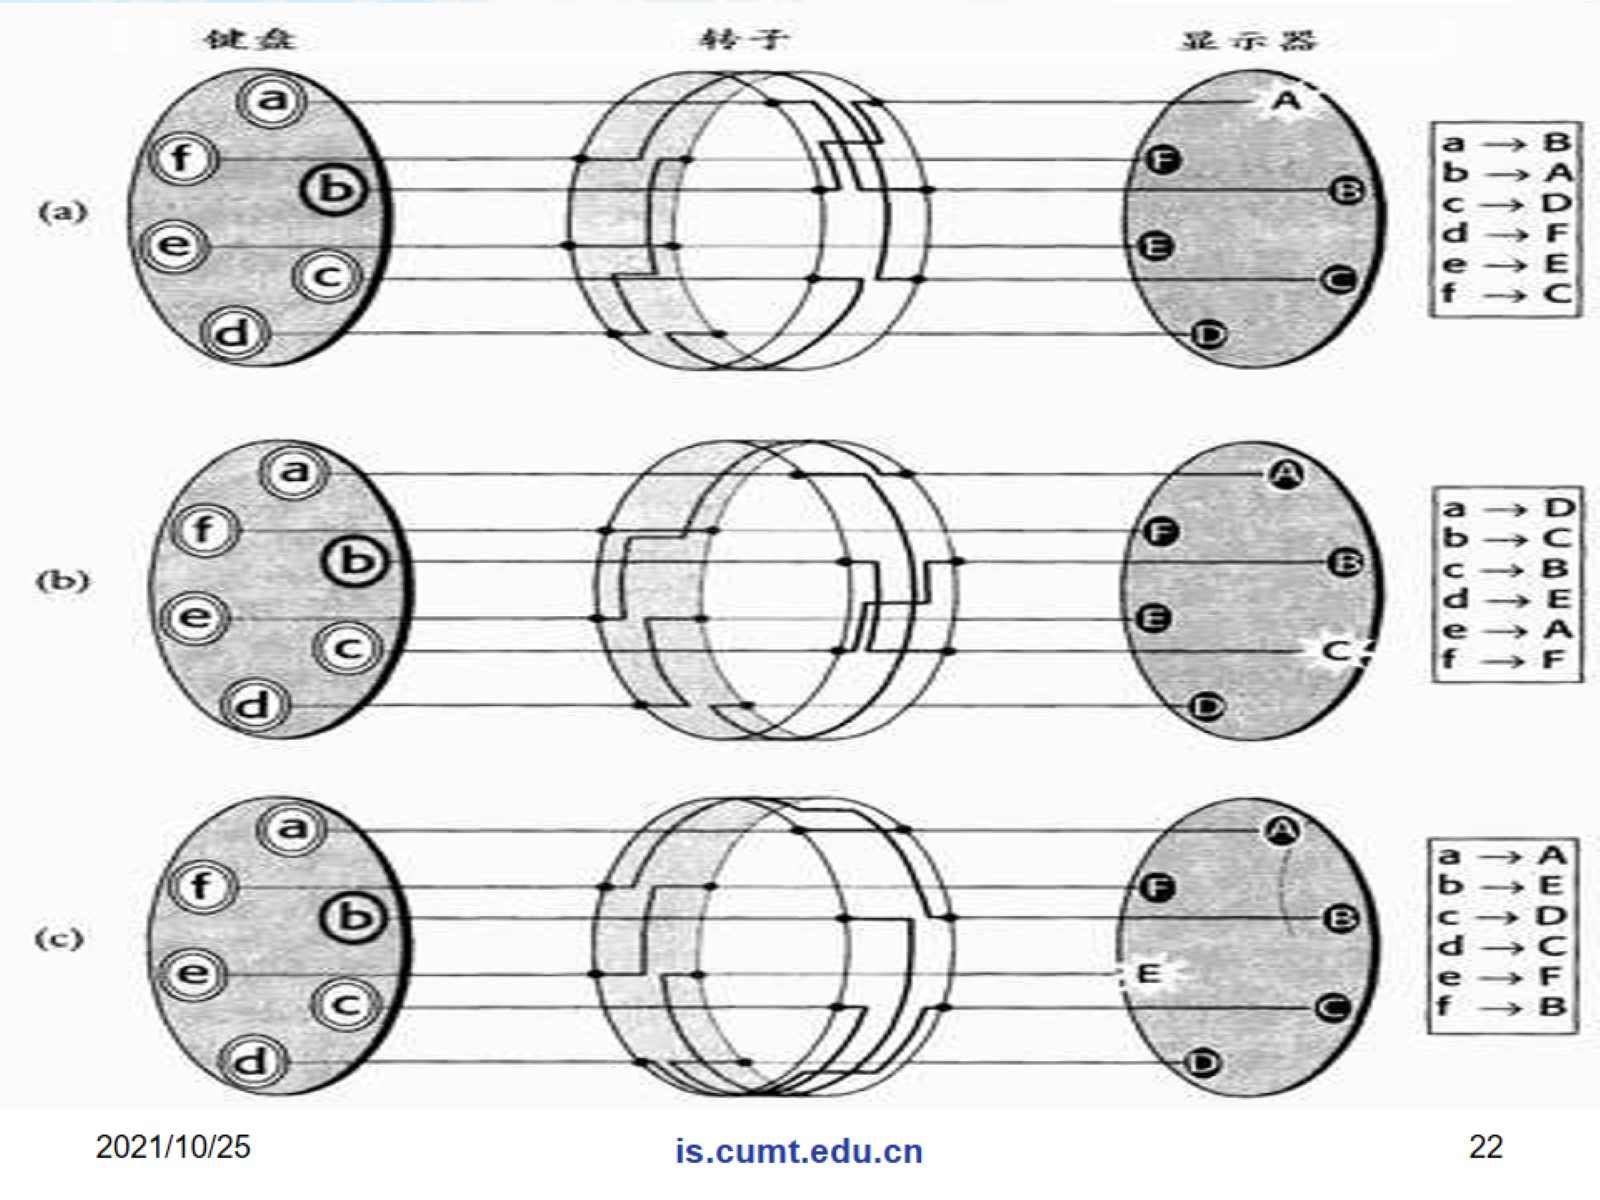 键盘 转子 显示器
(a)
a
f
b
e
c
d
A
F
B
E
C
D
a → B
b → A
c → D
d → F
e → E
f → C
(b)
a
f
b
e
c
d
A
F
B
E
C
D
a → D
b → C
c → B
d → E
e → A
f → F
(c)
a
f
b
e
c
d
A
F
B
E
C
D
a → A
b → E
c → D
d → C
e → F
f → B
2021/10/25 is.cumt.edu.cn 22